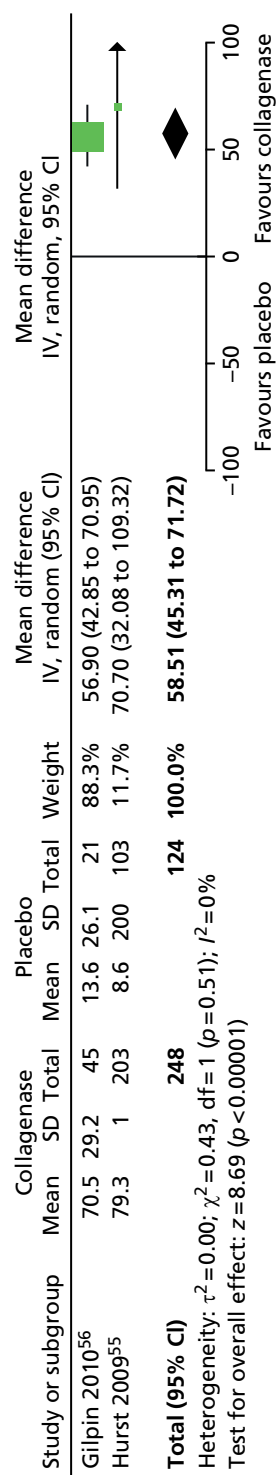 Collagenase Placebo Mean difference Mean difference
Study or subgroup Mean SD Total Mean SD Total Weight IV, random (95% CI) IV, random, 95% CI
Gilpin 2010⁵⁶ 70.5 29.2 45 13.6 26.1 21 88.3% 56.90 (42.85 to 70.95)
Hurst 2009⁵⁵ 79.3 1 203 8.6 200 103 11.7% 70.70 (32.08 to 109.32)
Total (95% CI) 248 124 100.0% 58.51 (45.31 to 71.72)
Heterogeneity: τ²=0.00; χ²=0.43, df=1 (p=0.51); I²=0%
Test for overall effect: z=8.69 (p<0.00001)
−100 −50 0 50 100
Favours placebo Favours collagenase